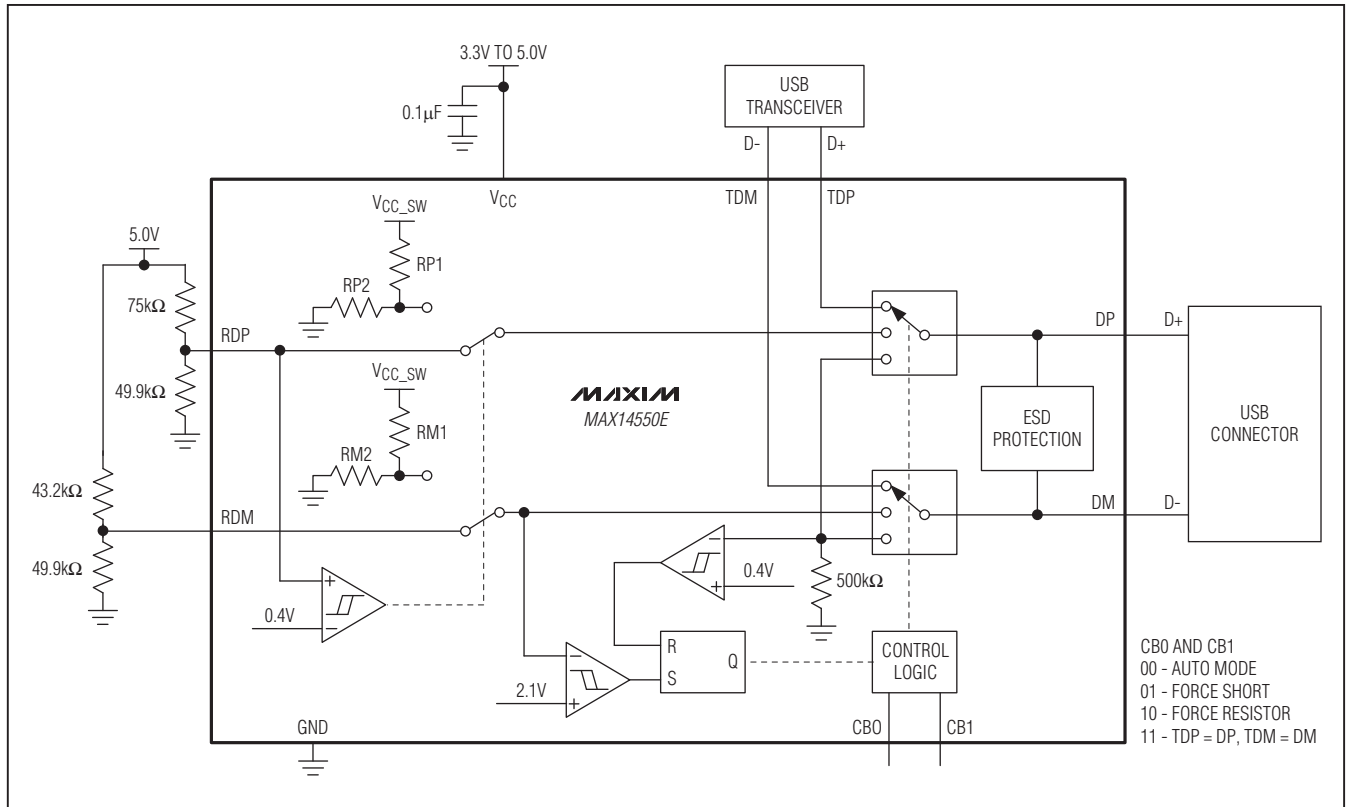 3.3V TO 5.0V
0.1μF
USB
TRANSCEIVER
D-
D+
VCC
TDM
TDP
VCC_SW
RP1
RP2
5.0V
75kΩ
RDP
49.9kΩ
VCC_SW
RM1
RM2
MAXIM
MAX14550E
DP
D+
ESD
PROTECTION
USB
CONNECTOR
43.2kΩ
RDM
49.9kΩ
DM
D-
+
0.4V
-
-
0.4V
+
500kΩ
-
2.1V
+
R
S
Q
CONTROL
LOGIC
GND
CB0
CB1
CB0 AND CB1
00 - AUTO MODE
01 - FORCE SHORT
10 - FORCE RESISTOR
11 - TDP = DP, TDM = DM